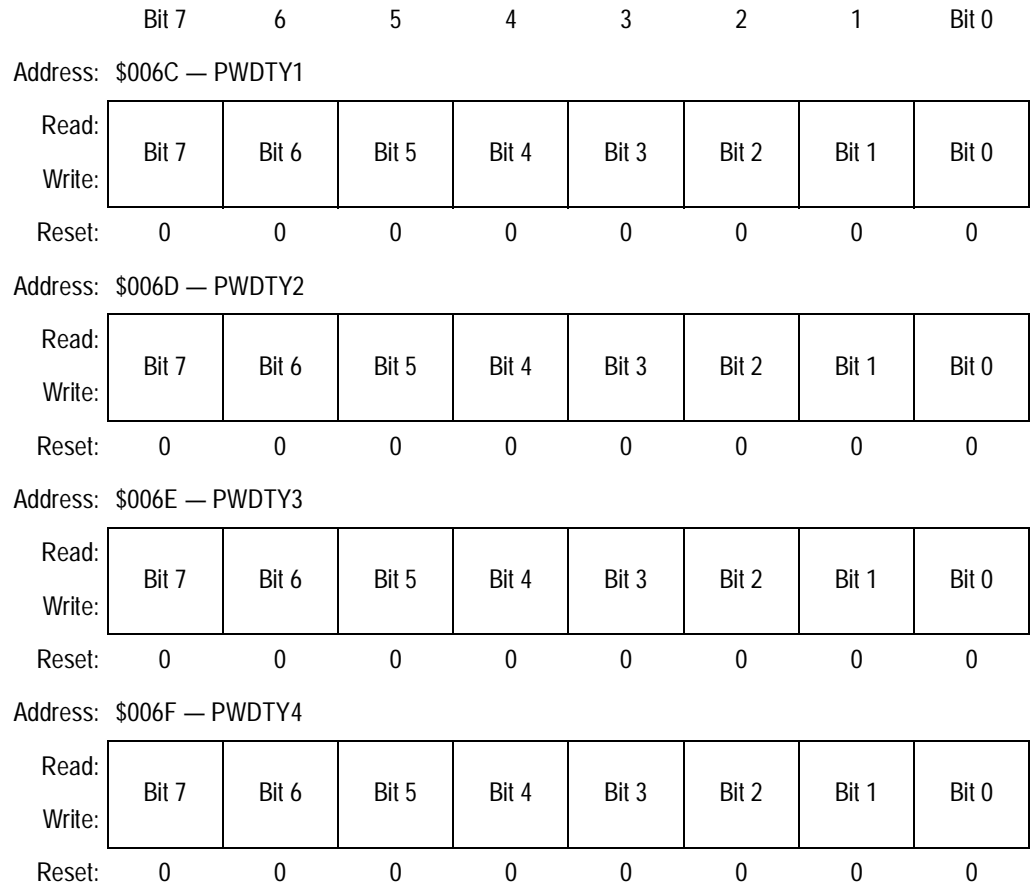 Bit 7 6 5 4 3 2 1 Bit 0
Address: $006C — PWDTY1
Read:
Bit 7 Bit 6 Bit 5 Bit 4 Bit 3 Bit 2 Bit 1 Bit 0
Write:
Reset: 0 0 0 0 0 0 0 0
Address: $006D — PWDTY2
Read:
Bit 7 Bit 6 Bit 5 Bit 4 Bit 3 Bit 2 Bit 1 Bit 0
Write:
Reset: 0 0 0 0 0 0 0 0
Address: $006E — PWDTY3
Read:
Bit 7 Bit 6 Bit 5 Bit 4 Bit 3 Bit 2 Bit 1 Bit 0
Write:
Reset: 0 0 0 0 0 0 0 0
Address: $006F — PWDTY4
Read:
Bit 7 Bit 6 Bit 5 Bit 4 Bit 3 Bit 2 Bit 1 Bit 0
Write:
Reset: 0 0 0 0 0 0 0 0